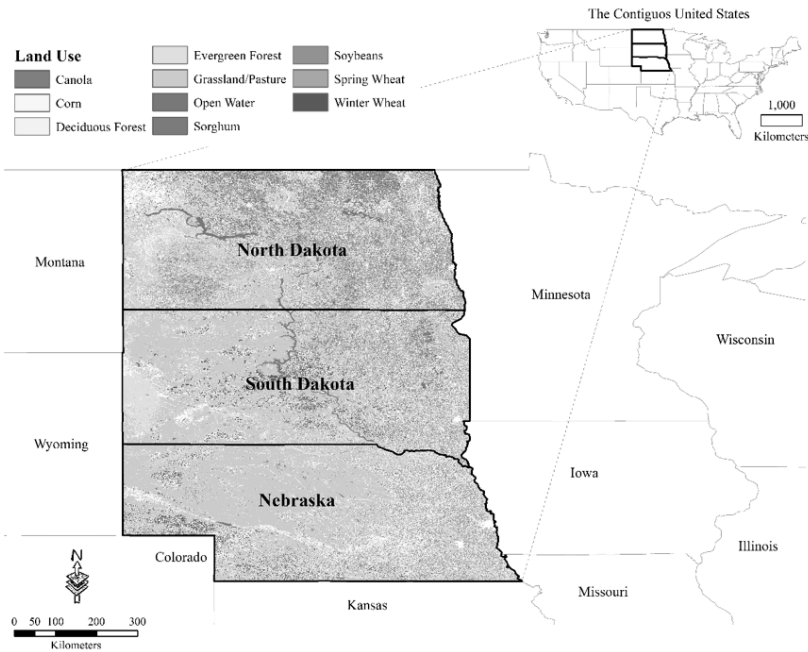 The Contiguos United States
Land Use
Canola
Corn
Deciduous Forest
Evergreen Forest
Grassland/Pasture
Open Water
Sorghum
Soybeans
Spring Wheat
Winter Wheat
1,000
Kilometers
Montana
North Dakota
Minnesota
Wisconsin
South Dakota
Wyoming
Iowa
Nebraska
Illinois
Colorado
Missouri
Kansas
N
0 50 100 200 300
Kilometers